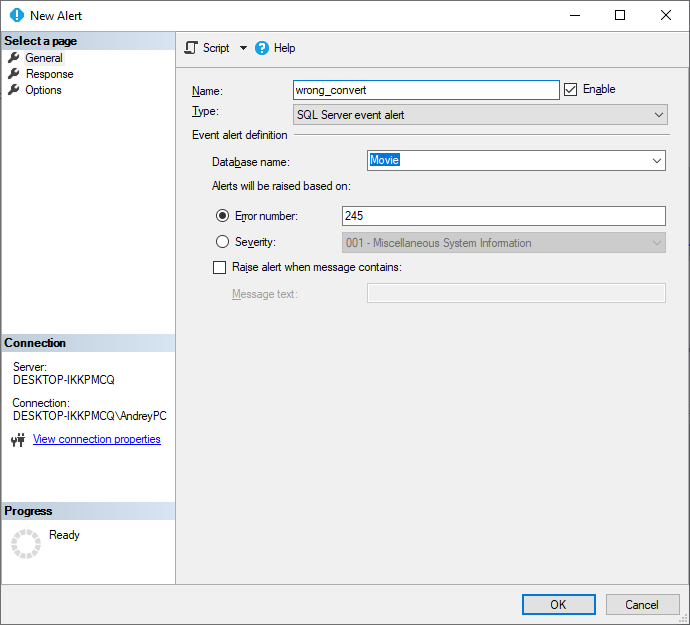 New Alert
Select a page
General
Response
Options
Script
Help
Name:
wrong_convert
Enable
Type:
SQL Server event alert
Event alert definition
Database name:
Movie
Alerts will be raised based on:
Error number:
245
Severity:
001 - Miscellaneous System Information
Raise alert when message contains:
Message text:
Connection
Server:
DESKTOP-IKKPMCQ
Connection:
DESKTOP-IKKPMCQ\AndreyPC
View connection properties
Progress
Ready
OK
Cancel